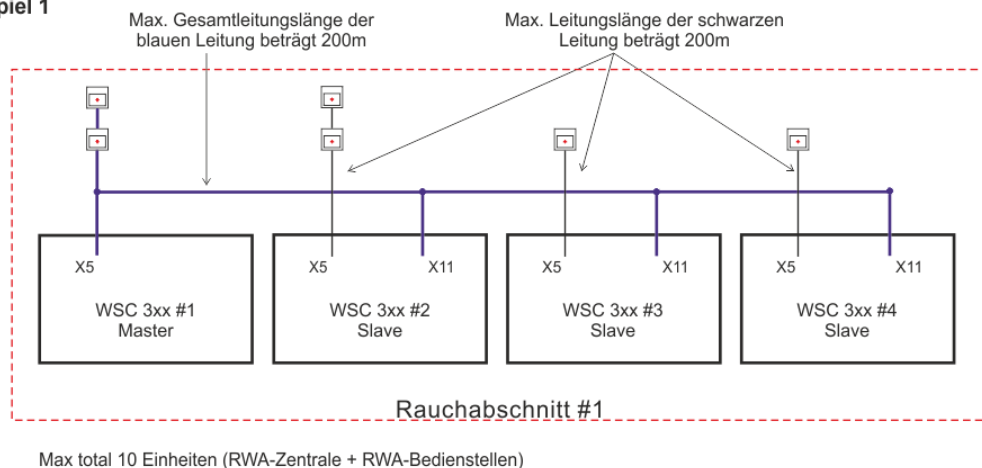 piel 1
Max. Gesamtleitungslänge der
blauen Leitung beträgt 200m
Max. Leitungslänge der schwarzen
Leitung beträgt 200m
X5
X5
X11
X5
X11
X5
X11
WSC 3xx #1
Master
WSC 3xx #2
Slave
WSC 3xx #3
Slave
WSC 3xx #4
Slave
Rauchabschnitt #1
Max total 10 Einheiten (RWA-Zentrale + RWA-Bedienstellen)